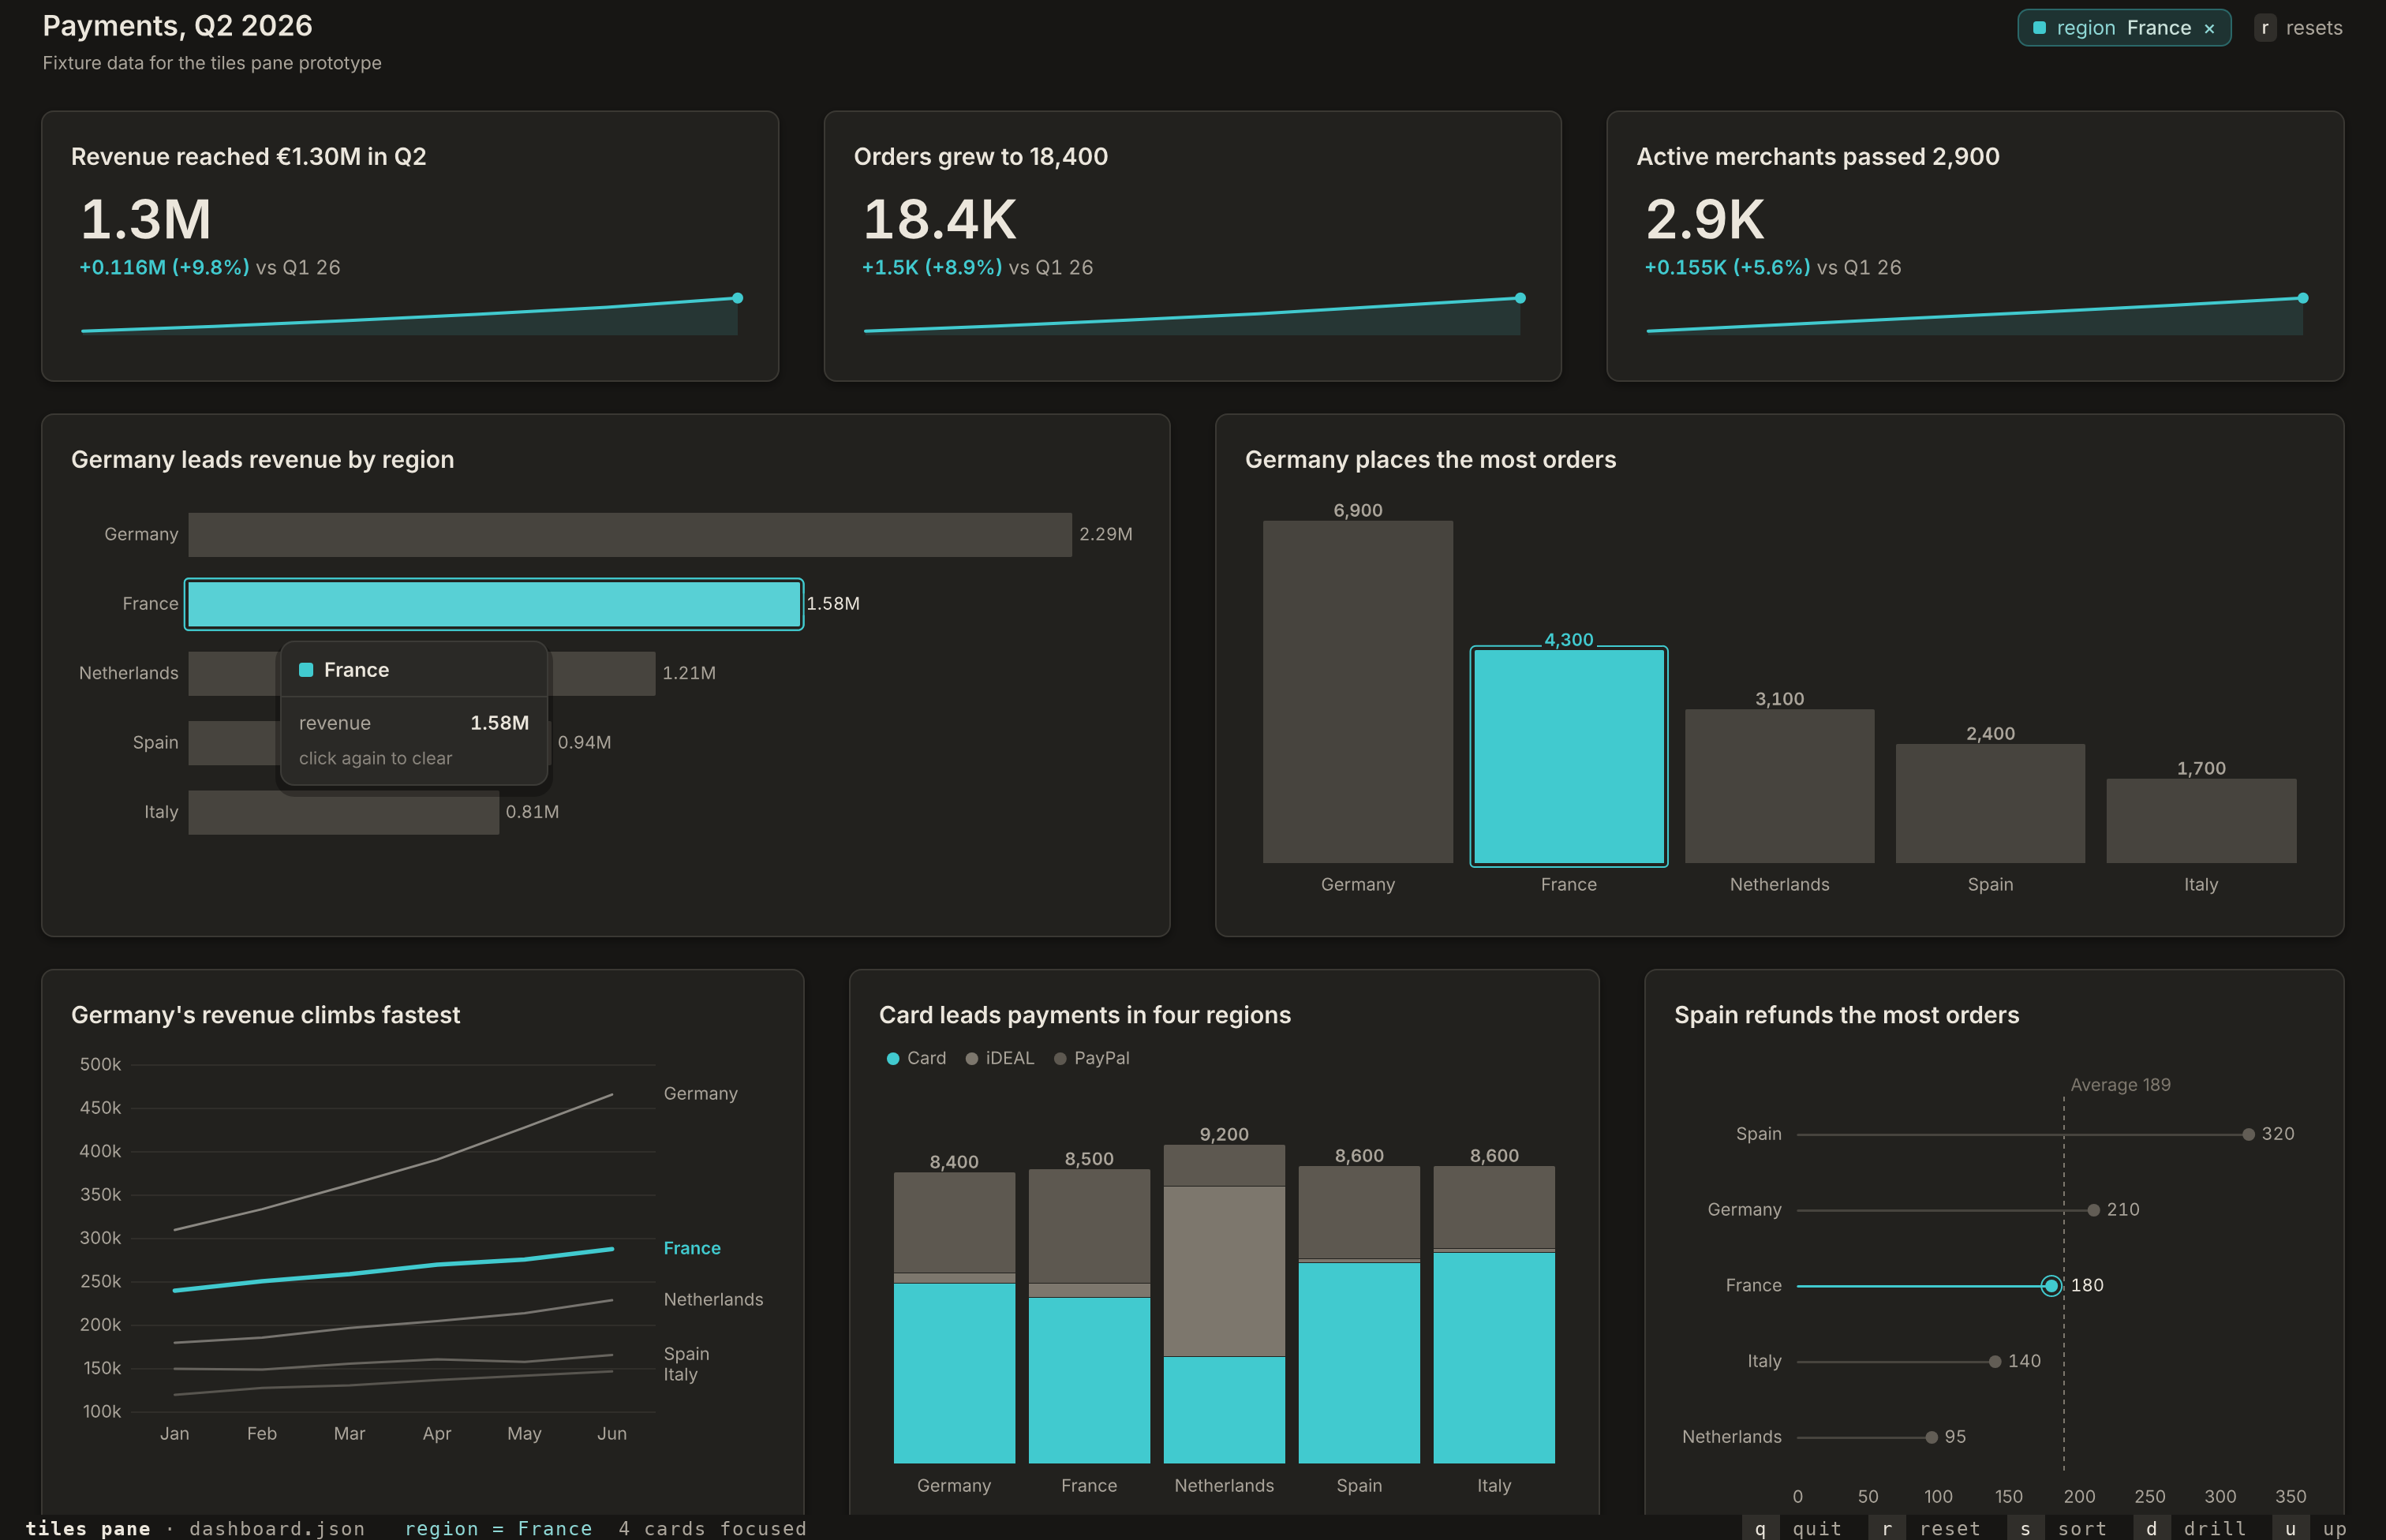 Payments, Q2 2026
region France ×
r resets
Fixture data for the tiles pane prototype
Revenue reached €1.30M in Q2
1.3M
+0.116M (+9.8%) vs Q1 26
Orders grew to 18,400
18.4K
+1.5K (+8.9%) vs Q1 26
Active merchants passed 2,900
2.9K
+0.155K (+5.6%) vs Q1 26
Germany leads revenue by region
Germany 2.29M
France 1.58M
Netherlands 1.21M
Spain 0.94M
Italy 0.81M
France
revenue 1.58M
click again to clear
Germany places the most orders
6,900
4,300
3,100
2,400
1,700
Germany France Netherlands Spain Italy
Germany's revenue climbs fastest
500k
450k
400k
350k
300k
250k
200k
150k
100k
Germany
France
Netherlands
Spain
Italy
Jan Feb Mar Apr May Jun
Card leads payments in four regions
Card iDEAL PayPal
8,400 8,500 9,200 8,600 8,600
Germany France Netherlands Spain Italy
Spain refunds the most orders
Average 189
Spain 320
Germany 210
France 180
Italy 140
Netherlands 95
0 50 100 150 200 250 300 350
tiles pane · dashboard.json region = France 4 cards focused
q quit r reset s sort d drill u up